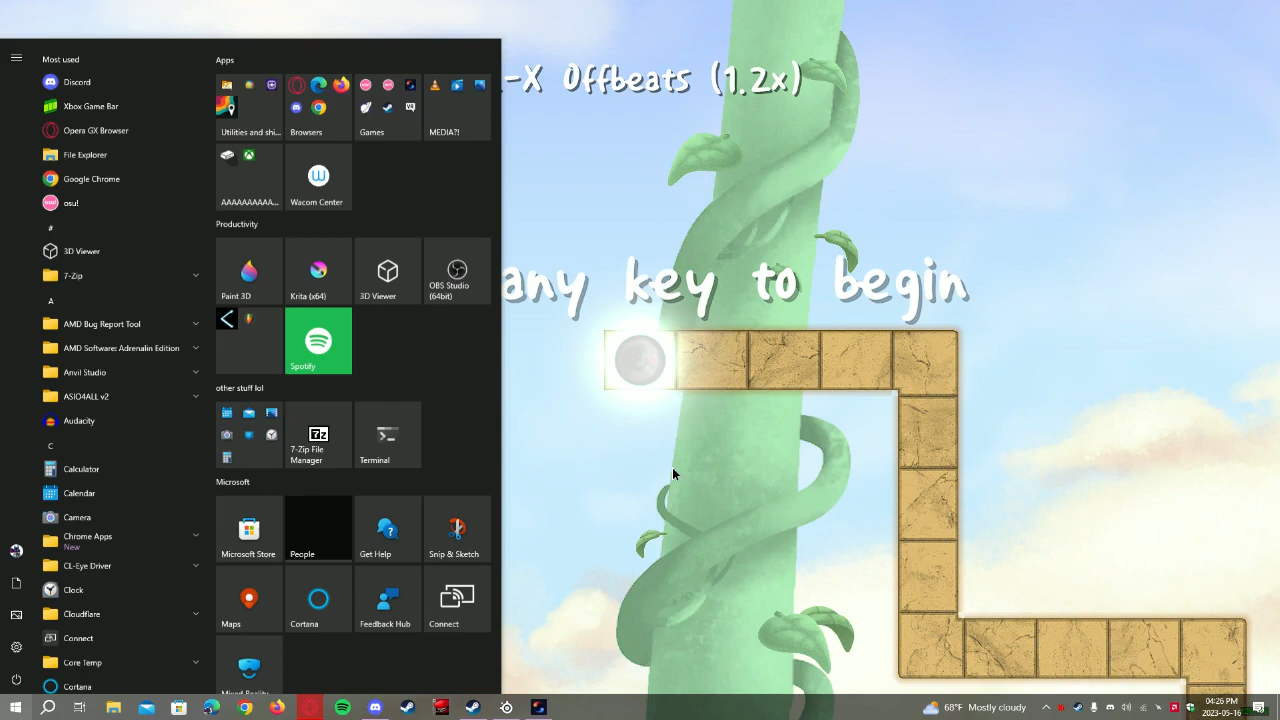 Most used
Discord
Xbox Game Bar
Opera GX Browser
File Explorer
Google Chrome
osu!
#
3D Viewer
7-Zip
A
AMD Bug Report Tool
AMD Software: Adrenalin Edition
Anvil Studio
ASIO4ALL v2
Audacity
C
Calculator
Calendar
Camera
Chrome Apps
New
CL-Eye Driver
Clock
Cloudflare
Connect
Core Temp
Cortana
Apps
Utilities and shi...
Browsers
Games
MEDIA?!
AAAAAAAAAA...
Wacom Center
Productivity
Paint 3D
Krita (x64)
3D Viewer
OBS Studio
(64bit)
Spotify
other stuff lol
7-Zip File
Manager
Terminal
Microsoft
Microsoft Store
People
Get Help
Snip & Sketch
Maps
Cortana
Feedback Hub
Connect
Mixed Reality
-X Offbeats (1.2x)
any key to begin
68°F Mostly cloudy
04:26 PM
2023-05-16